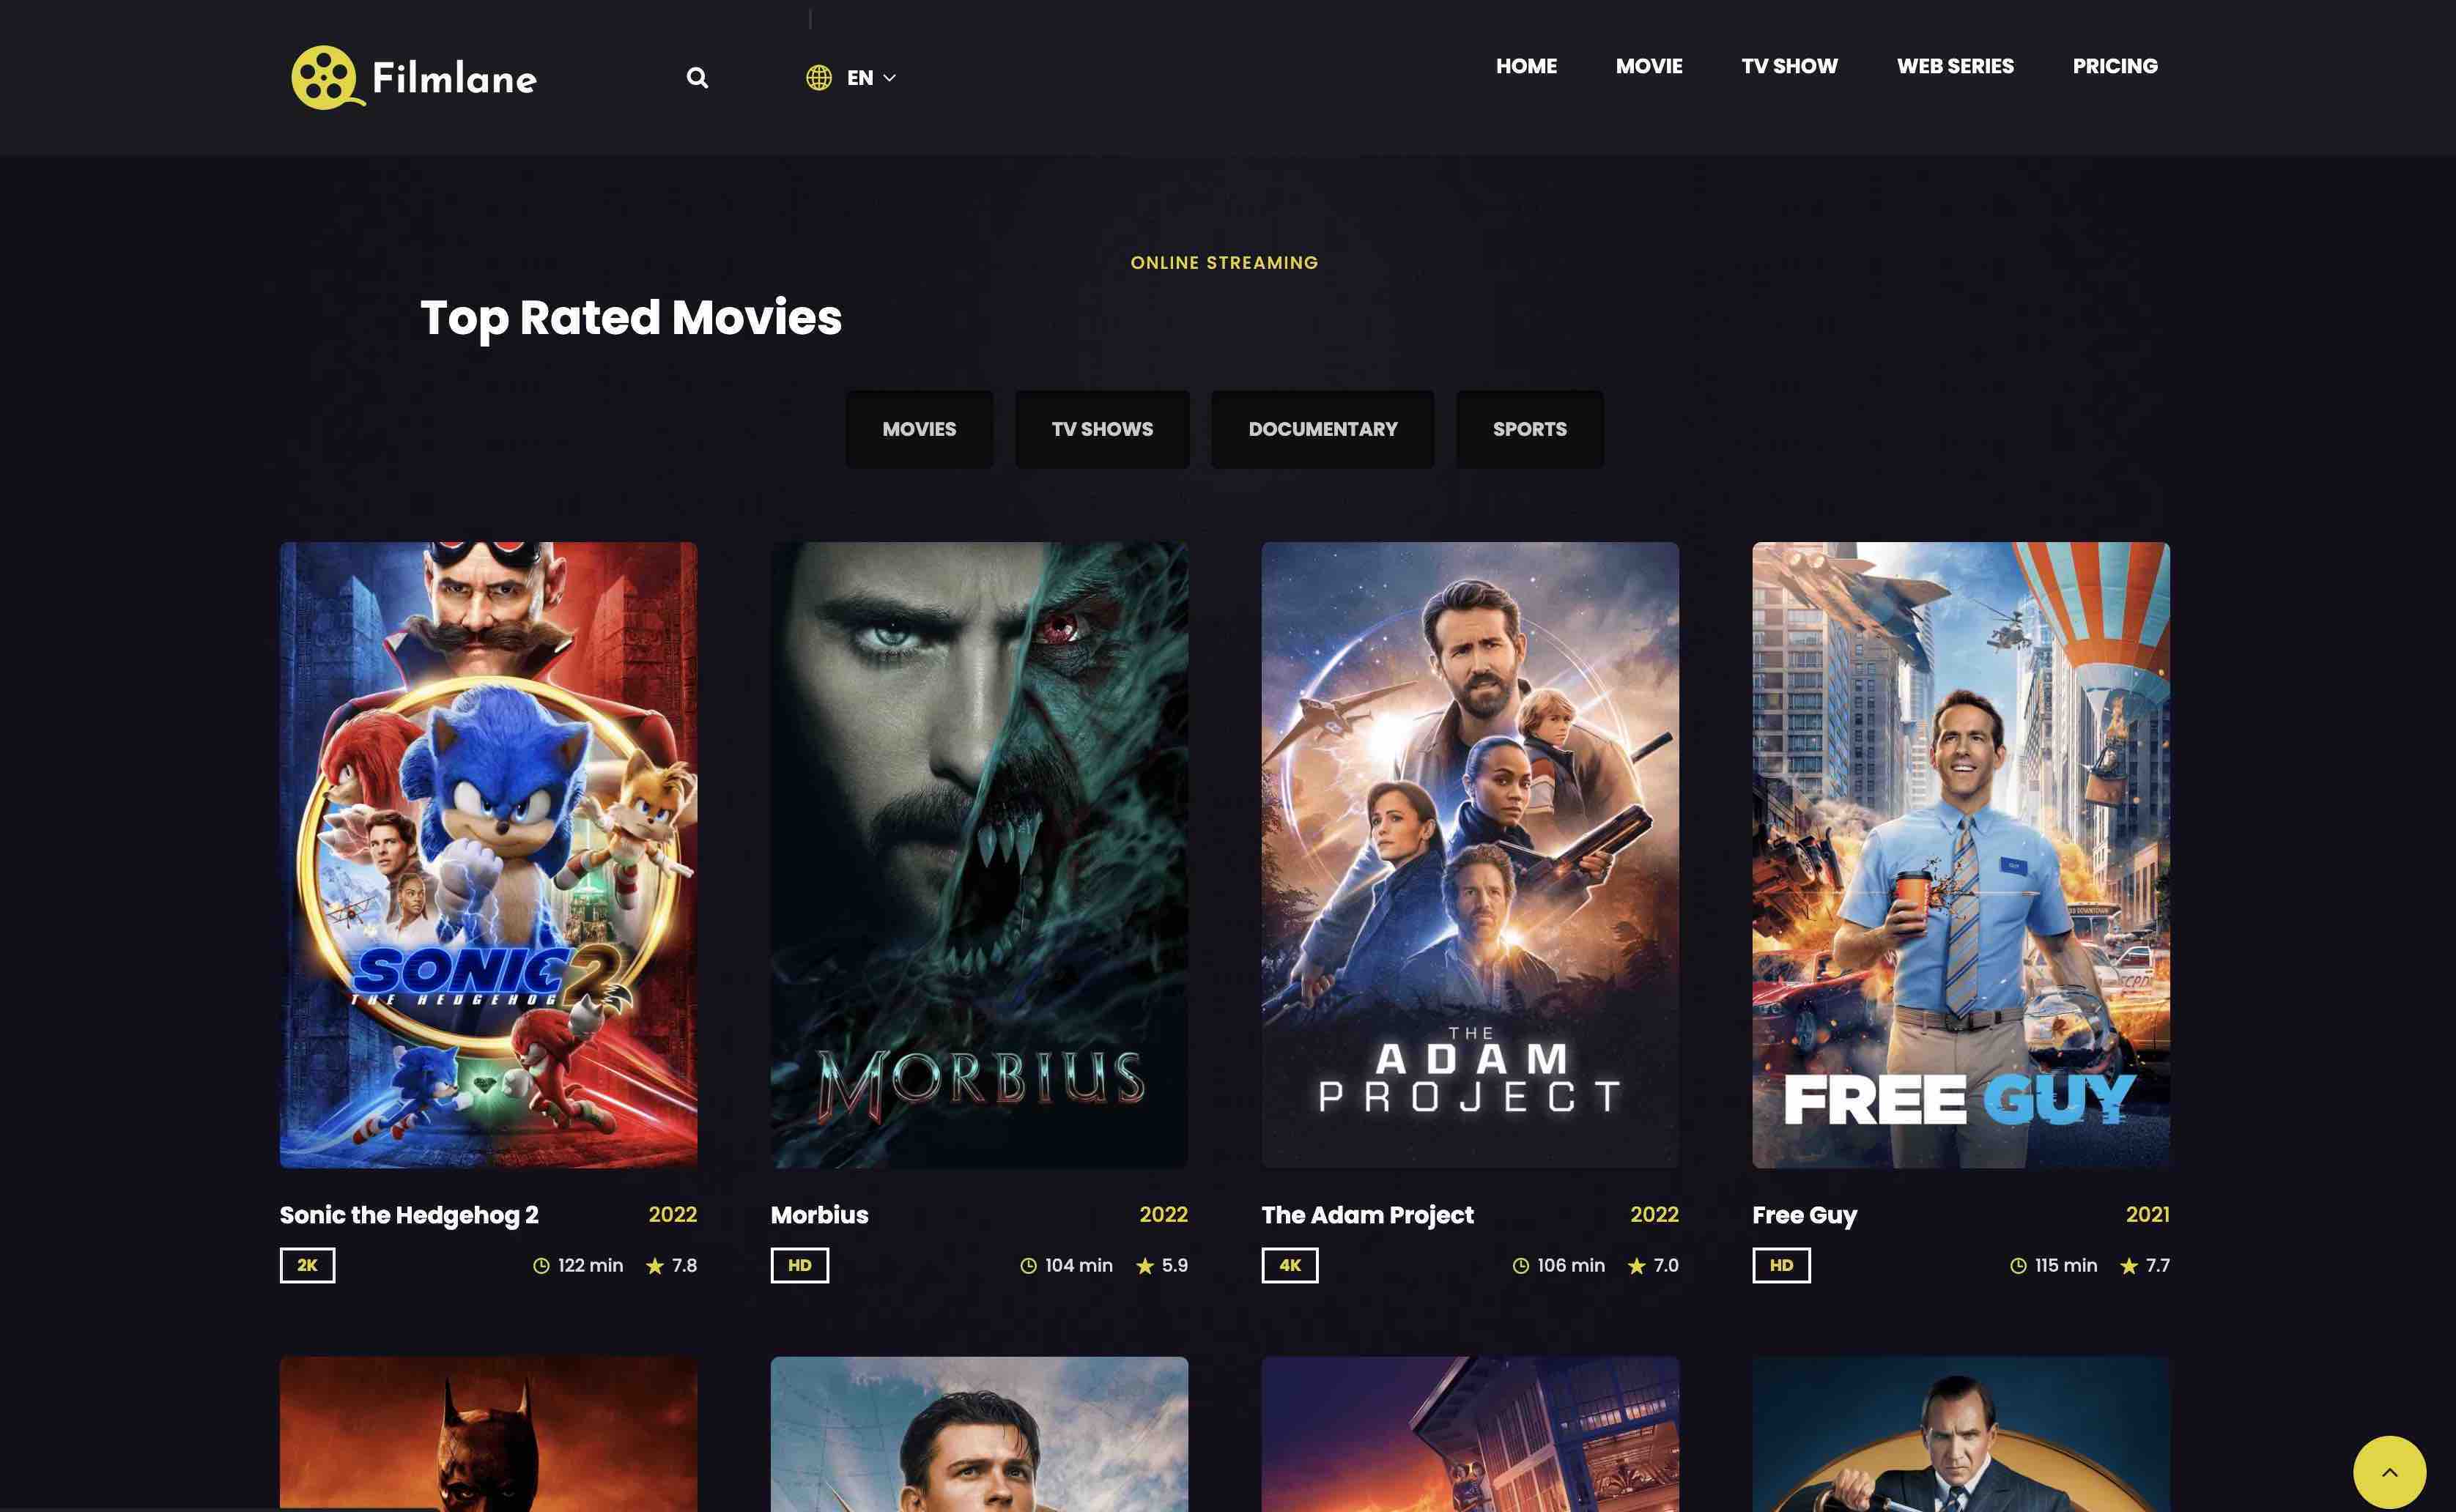 Filmlane
EN
HOME MOVIE TV SHOW WEB SERIES PRICING
ONLINE STREAMING
Top Rated Movies
MOVIES TV SHOWS DOCUMENTARY SPORTS
SONIC 2
THE HEDGEHOG
MORBIUS
THE
ADAM
PROJECT
GUY
CPD
FREE GUY
Sonic the Hedgehog 2 2022
2K 122 min 7.8
Morbius 2022
HD 104 min 5.9
The Adam Project 2022
4K 106 min 7.0
Free Guy 2021
HD 115 min 7.7